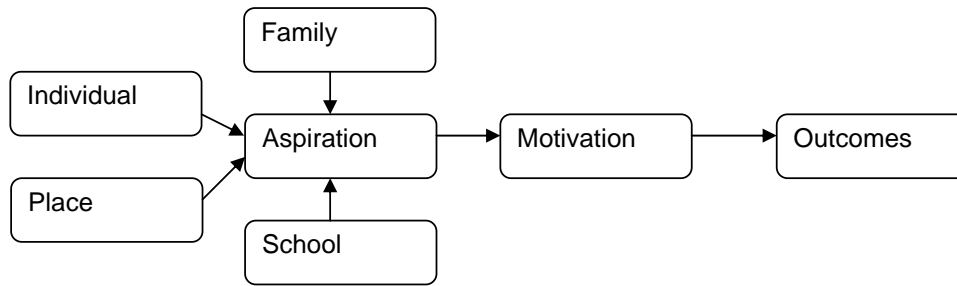 Family
Individual
Aspiration
Motivation
Outcomes
Place
School